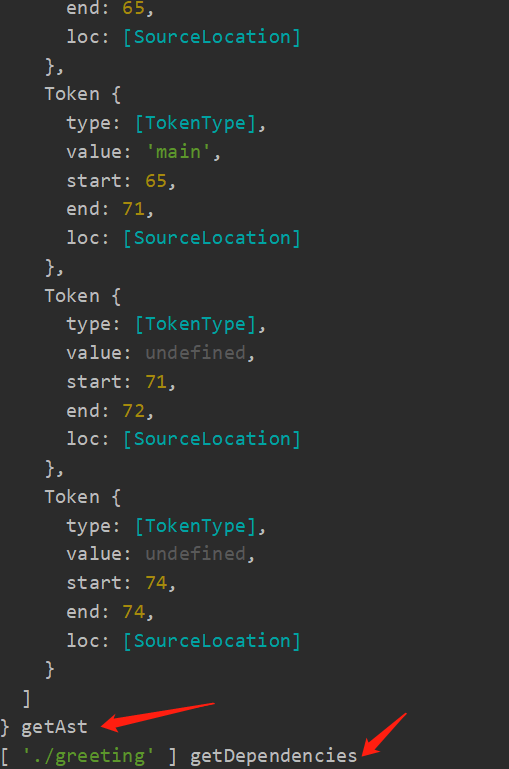 end: 65,
    loc: [SourceLocation]
  },
  Token {
    type: [TokenType],
    value: 'main',
    start: 65,
    end: 71,
    loc: [SourceLocation]
  },
  Token {
    type: [TokenType],
    value: undefined,
    start: 71,
    end: 72,
    loc: [SourceLocation]
  },
  Token {
    type: [TokenType],
    value: undefined,
    start: 74,
    end: 74,
    loc: [SourceLocation]
  }
 ]
} getAst
[ './greeting' ] getDependencies